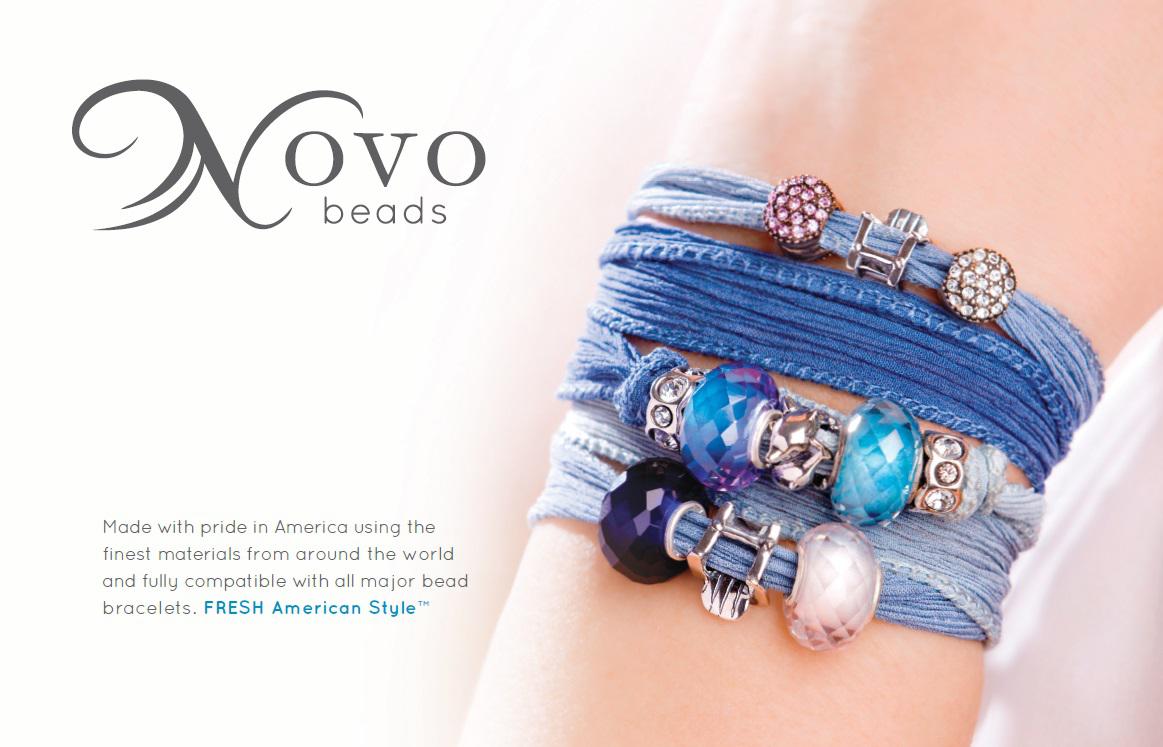 Novo
beads
Made with pride in America using the
finest materials from around the world
and fully compatible with all major bead
bracelets. FRESH American Style™